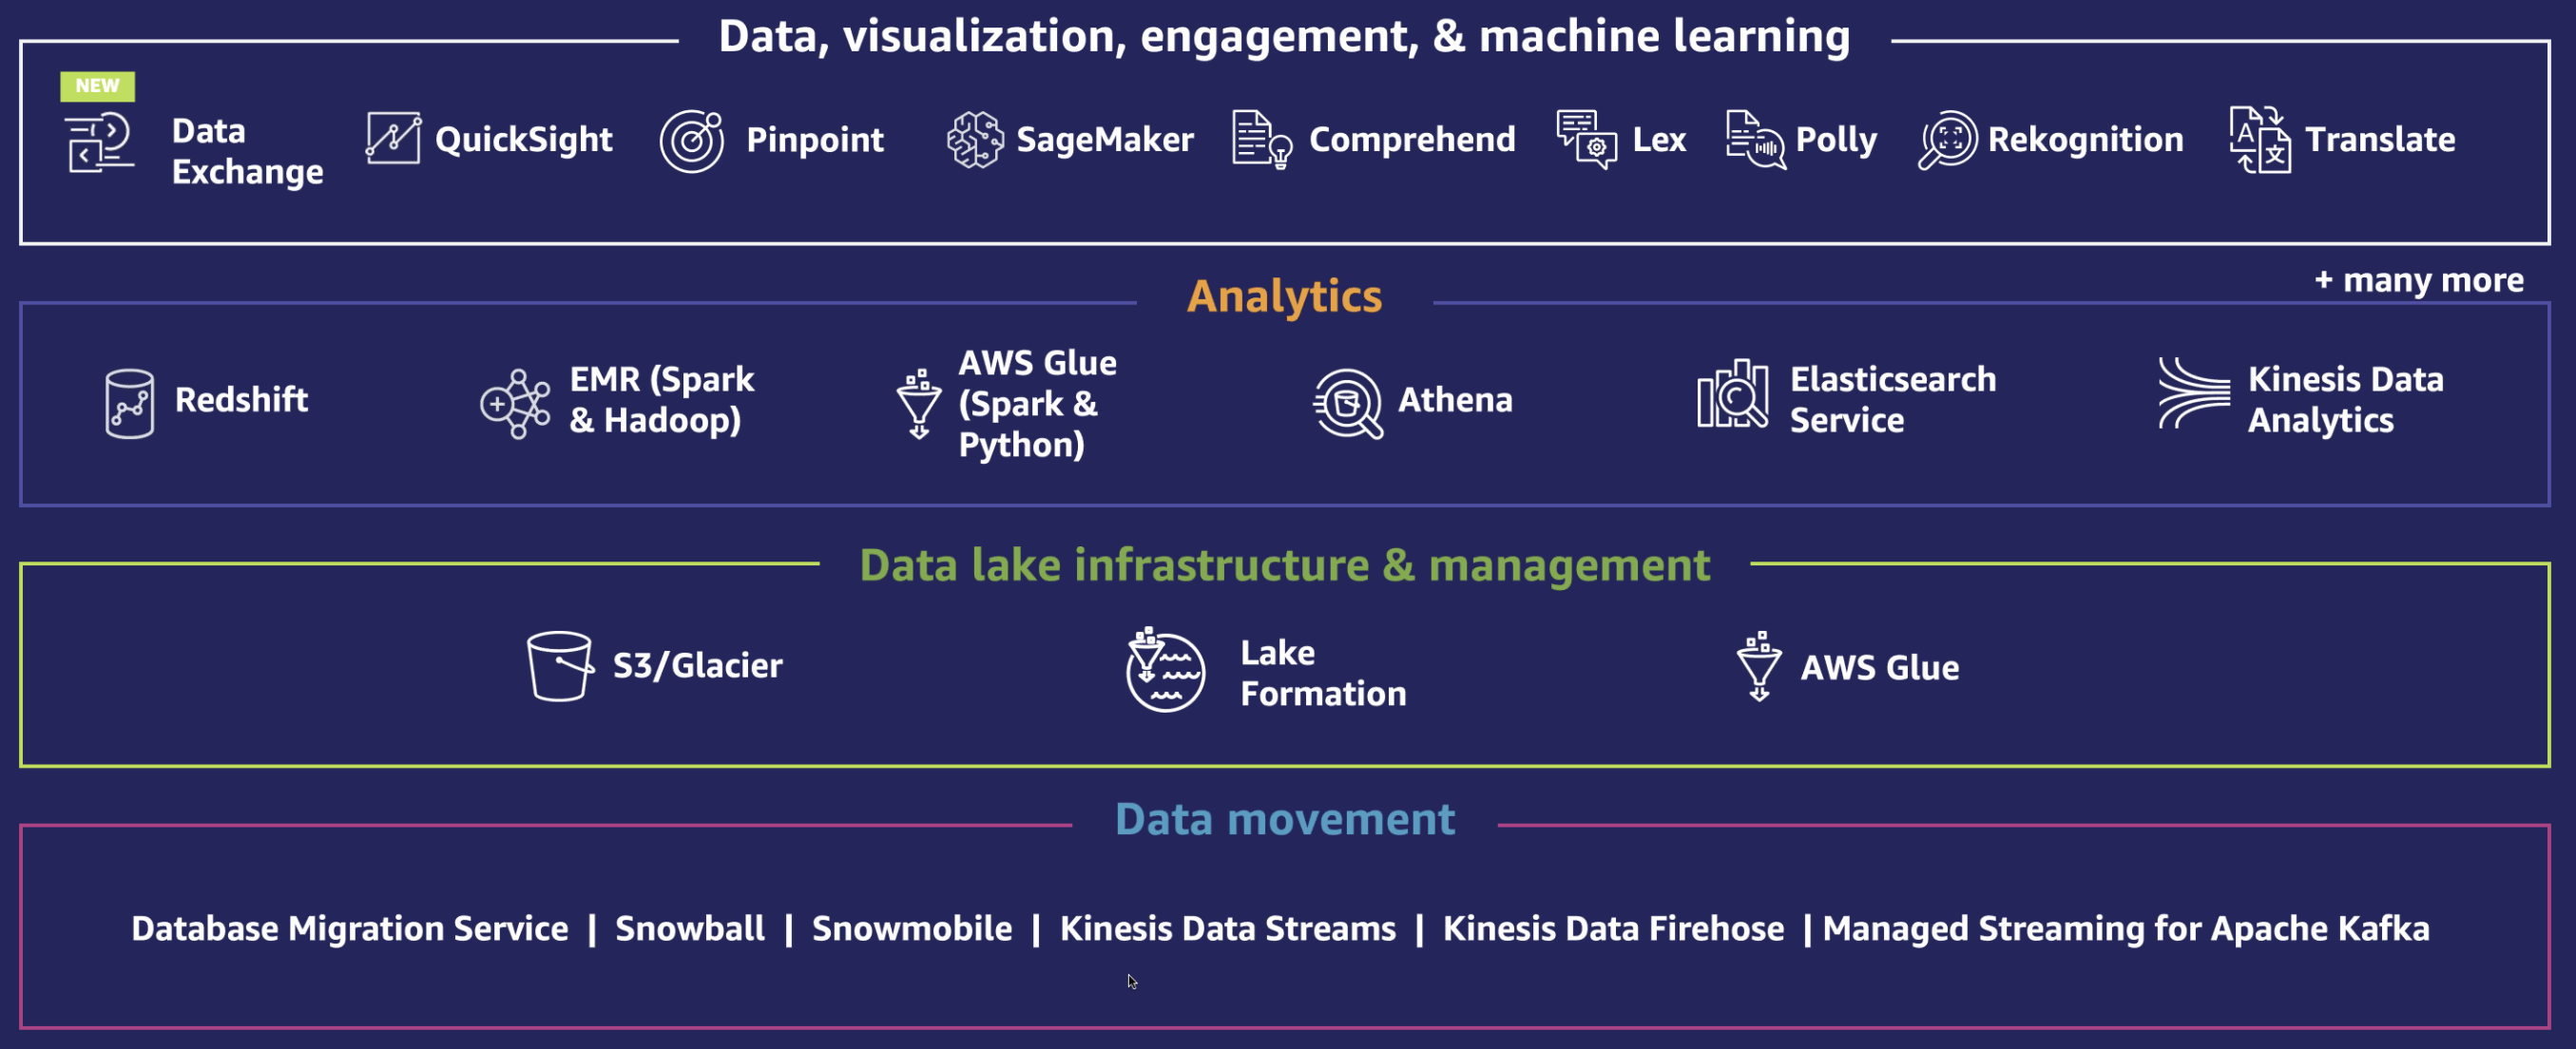 Data, visualization, engagement, & machine learning
NEW
Data
Exchange
QuickSight
Pinpoint
SageMaker
Comprehend
Lex
Polly
Rekognition
Translate
+ many more
Analytics
Redshift
EMR (Spark
& Hadoop)
AWS Glue
(Spark &
Python)
Athena
Elasticsearch
Service
Kinesis Data
Analytics
Data lake infrastructure & management
S3/Glacier
Lake
Formation
AWS Glue
Data movement
Database Migration Service | Snowball | Snowmobile | Kinesis Data Streams | Kinesis Data Firehose | Managed Streaming for Apache Kafka